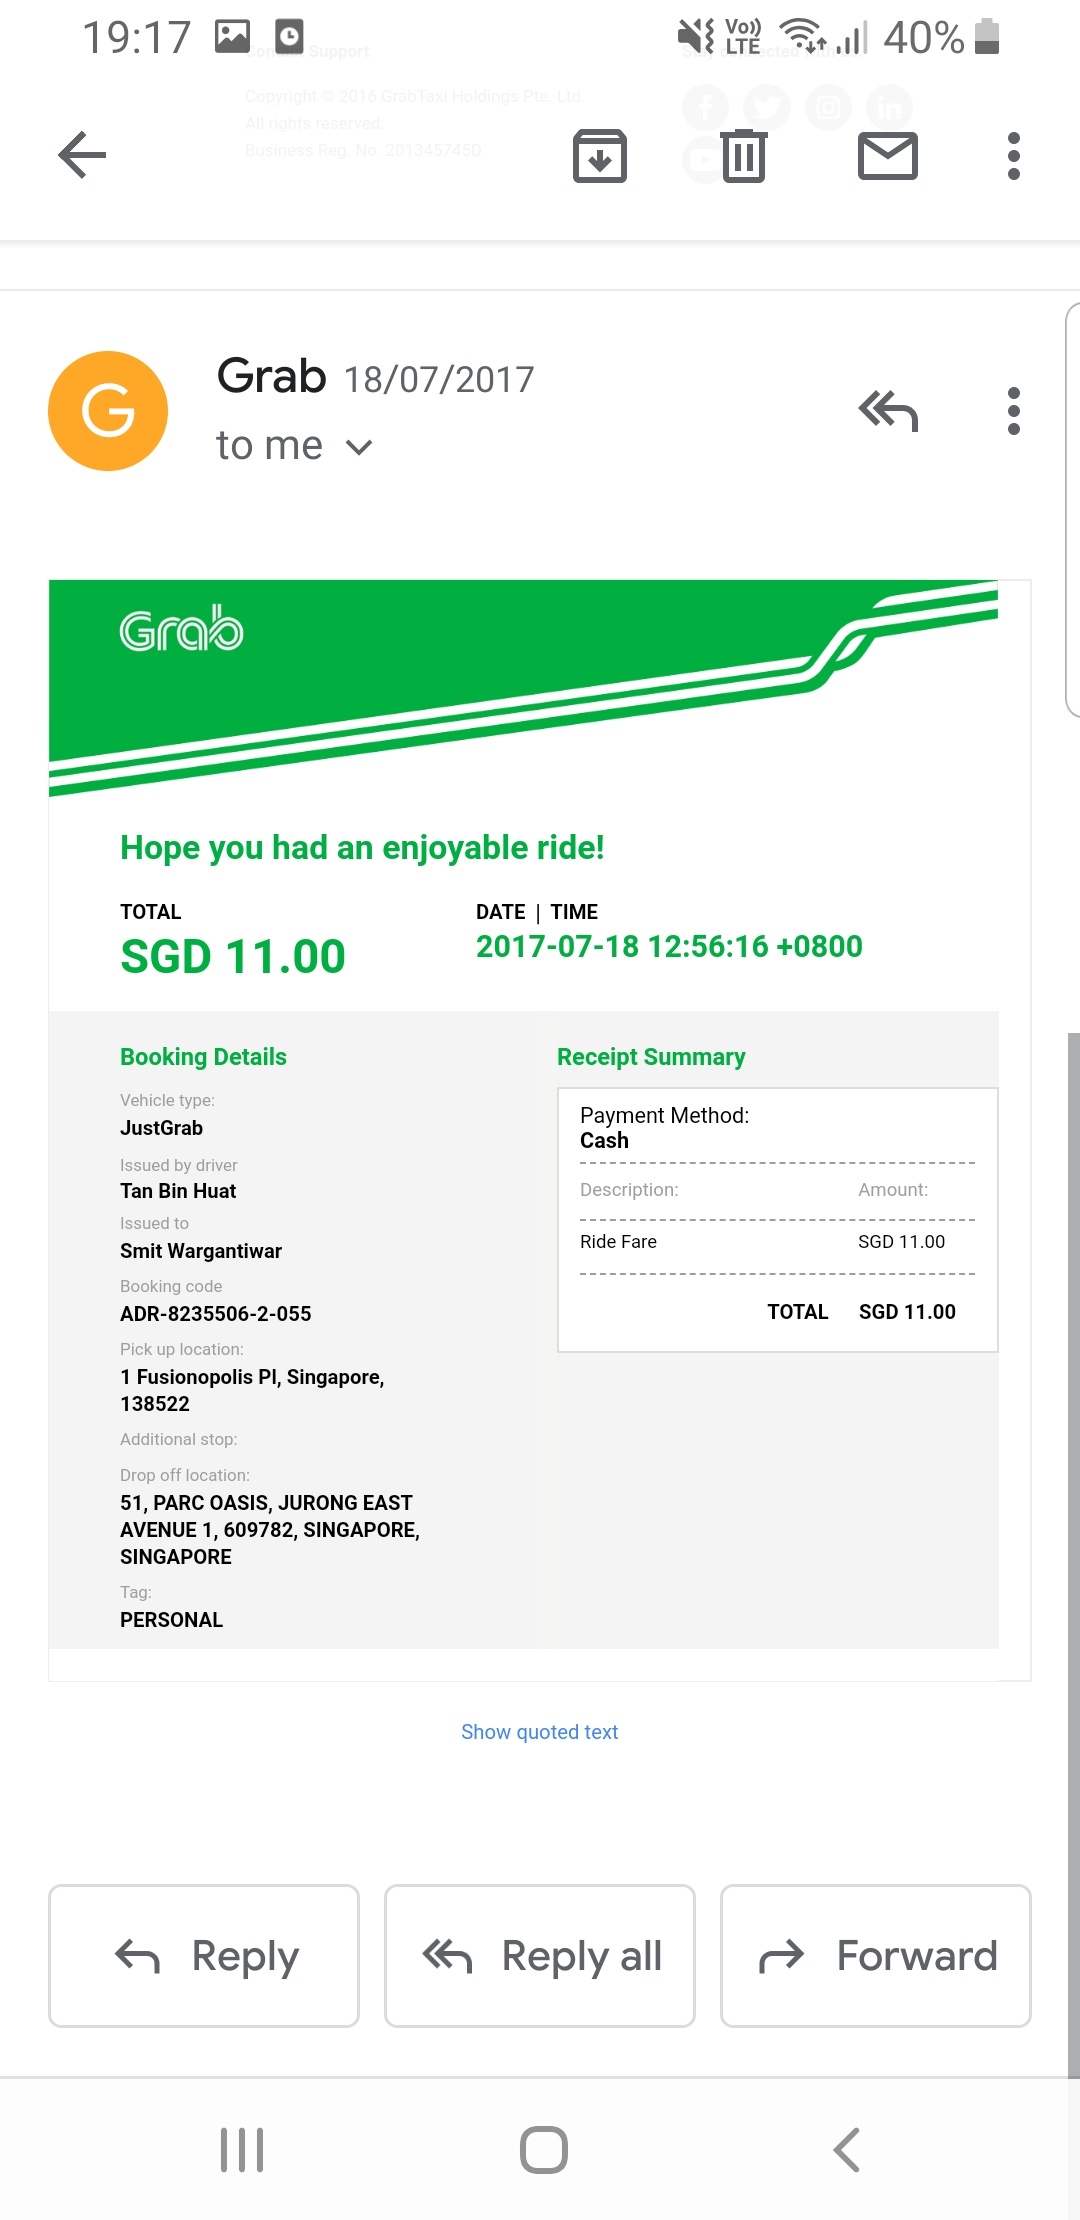 19:17
Vo))
LTE
40%
Contact Support
Stay connected with us
Copyright © 2016 GrabTaxi Holdings Pte. Ltd.
All rights reserved.
Business Reg. No. 201345745D
G
Grab 18/07/2017
to me
Grab
Hope you had an enjoyable ride!
TOTAL
SGD 11.00
DATE | TIME
2017-07-18 12:56:16 +0800
Booking Details
Vehicle type:
JustGrab
Issued by driver
Tan Bin Huat
Issued to
Smit Wargantiwar
Booking code
ADR-8235506-2-055
Pick up location:
1 Fusionopolis Pl, Singapore,
138522
Additional stop:
Drop off location:
51, PARC OASIS, JURONG EAST
AVENUE 1, 609782, SINGAPORE,
SINGAPORE
Tag:
PERSONAL
Receipt Summary
Payment Method:
Cash
Description: Amount:
Ride Fare SGD 11.00
TOTAL SGD 11.00
Show quoted text
Reply
Reply all
Forward